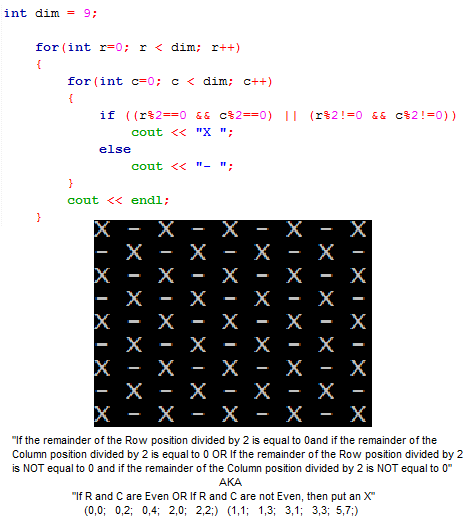 int dim = 9;
for(int r=0; r < dim; r++)
{
for(int c=0; c < dim; c++)
{
if ((r%2==0 && c%2==0) || (r%2!=0 && c%2!=0))
cout << "X ";
else
cout << "- ";
}
cout << endl;
}
X - X - X - X - X
- X - X - X - X -
X - X - X - X - X
- X - X - X - X -
X - X - X - X - X
- X - X - X - X -
X - X - X - X - X
- X - X - X - X -
X - X - X - X - X
"If the remainder of the Row position divided by 2 is equal to 0and if the remainder of the
Column position divided by 2 is equal to 0 OR If the remainder of the Row position divided by 2
is NOT equal to 0 and if the remainder of the Column position divided by 2 is NOT equal to 0"
AKA
"If R and C are Even OR If R and C are not Even, then put an X"
(0,0; 0,2; 0,4; 2,0; 2,2;) (1,1; 1,3; 3,1; 3,3; 5,7;)